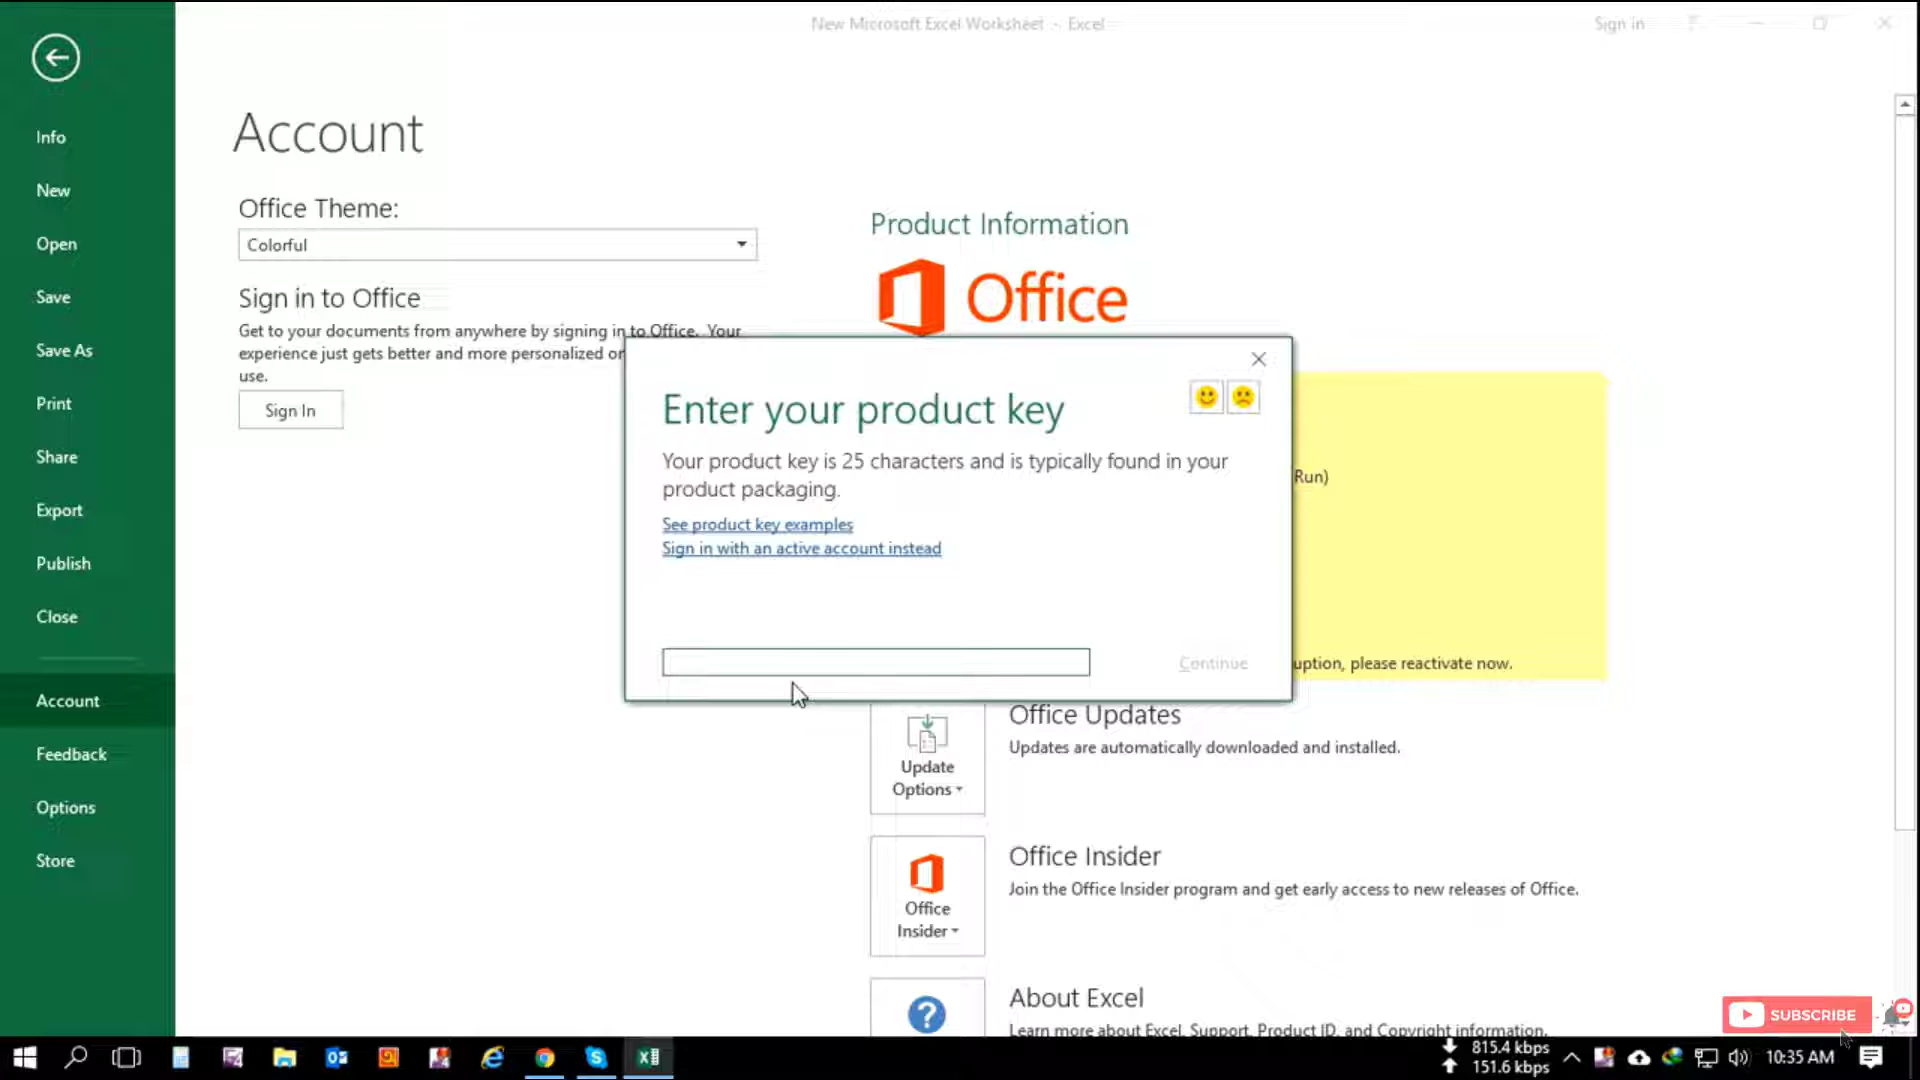 New Microsoft Excel Worksheet - Excel
Sign in
Info
New
Open
Save
Save As
Print
Share
Export
Publish
Close
Account
Feedback
Options
Store
Account
Office Theme:
Colorful
Sign in to Office
Get to your documents from anywhere by signing in to Office. Your
experience just gets better and more personalized
use.
Sign In
Product Information
Office
Enter your product key
Your product key is 25 characters and is typically found in your
product packaging.
See product key examples
Sign in with an active account instead
Continue
Run)
uption, please reactivate now.
Update
Options
Office Updates
Updates are automatically downloaded and installed.
Office
Insider
Office Insider
Join the Office Insider program and get early access to new releases of Office.
?
About Excel
Learn more about Excel, Support, Product ID, and Copyright information.
SUBSCRIBE
815.4 kbps
151.6 kbps
10:35 AM